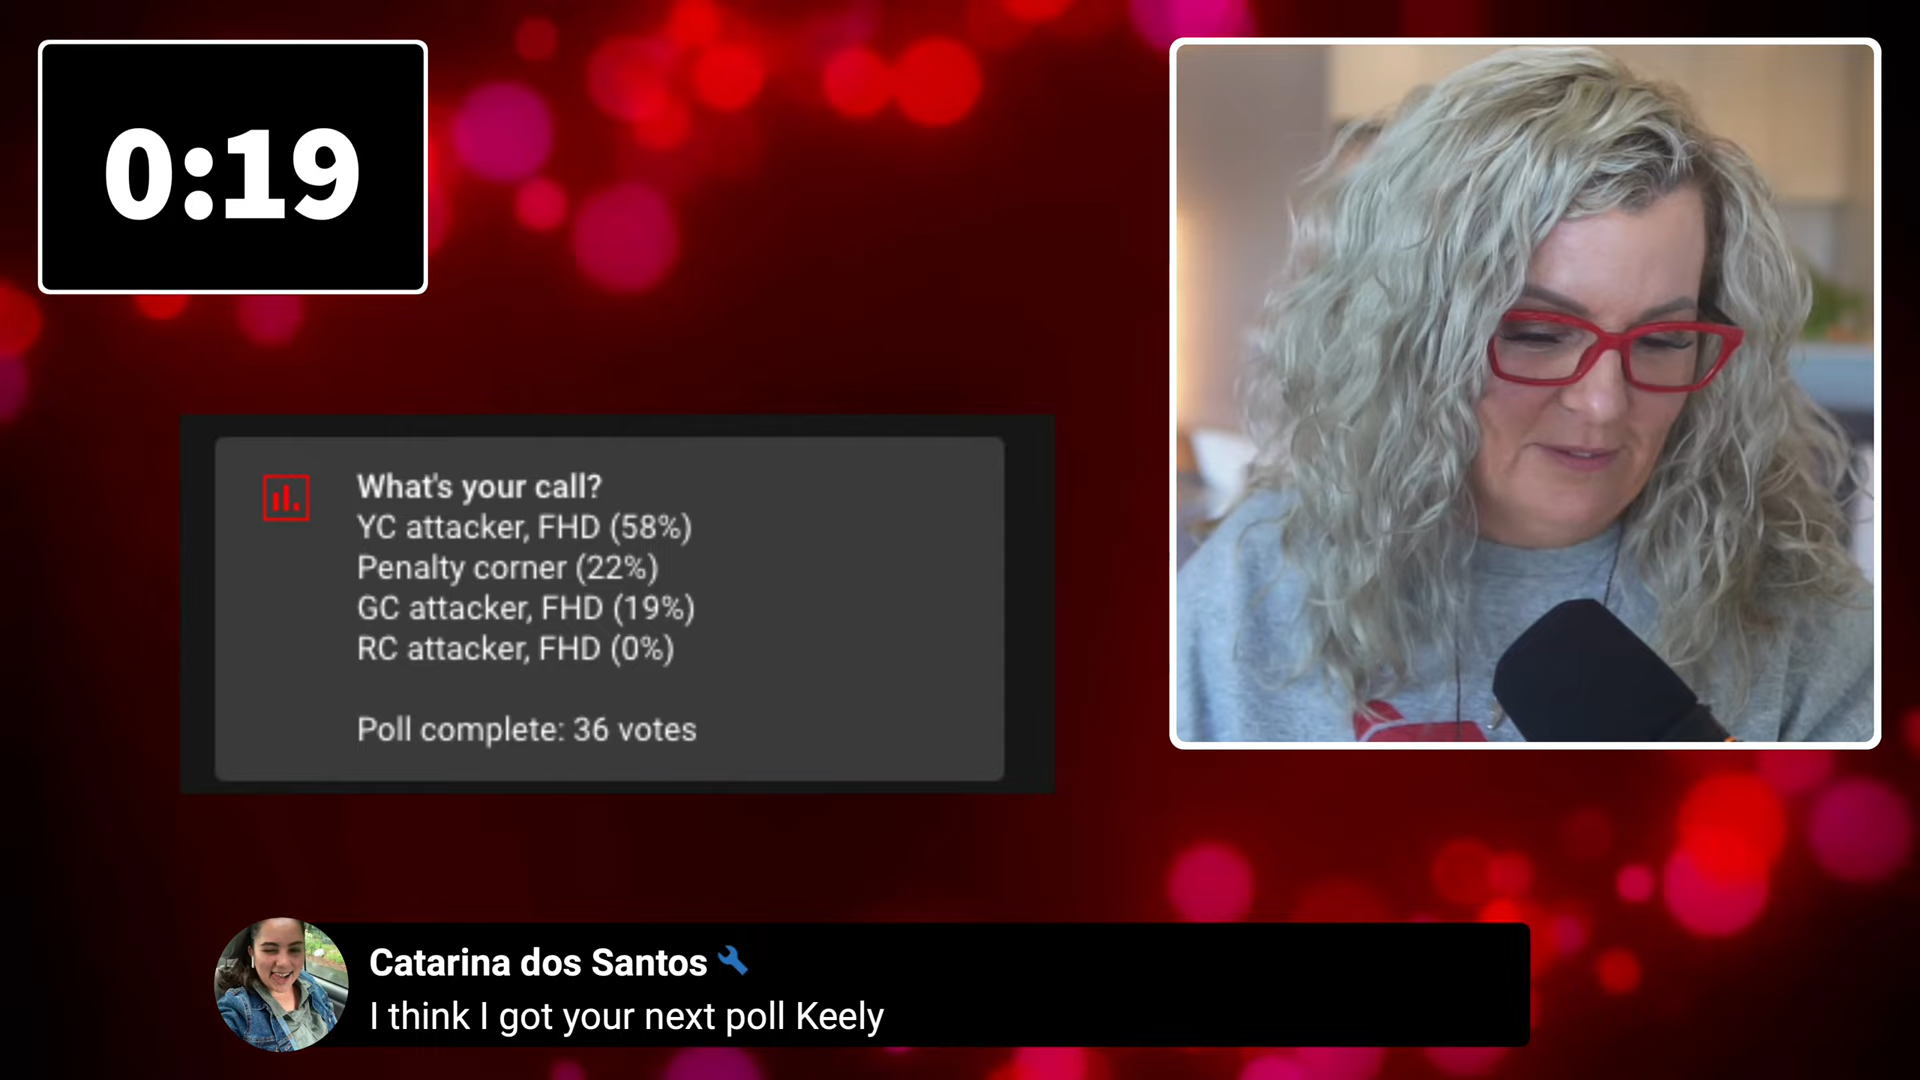 0:19
What's your call?
YC attacker, FHD (58%)
Penalty corner (22%)
GC attacker, FHD (19%)
RC attacker, FHD (0%)
Poll complete: 36 votes
Catarina dos Santos
I think I got your next poll Keely